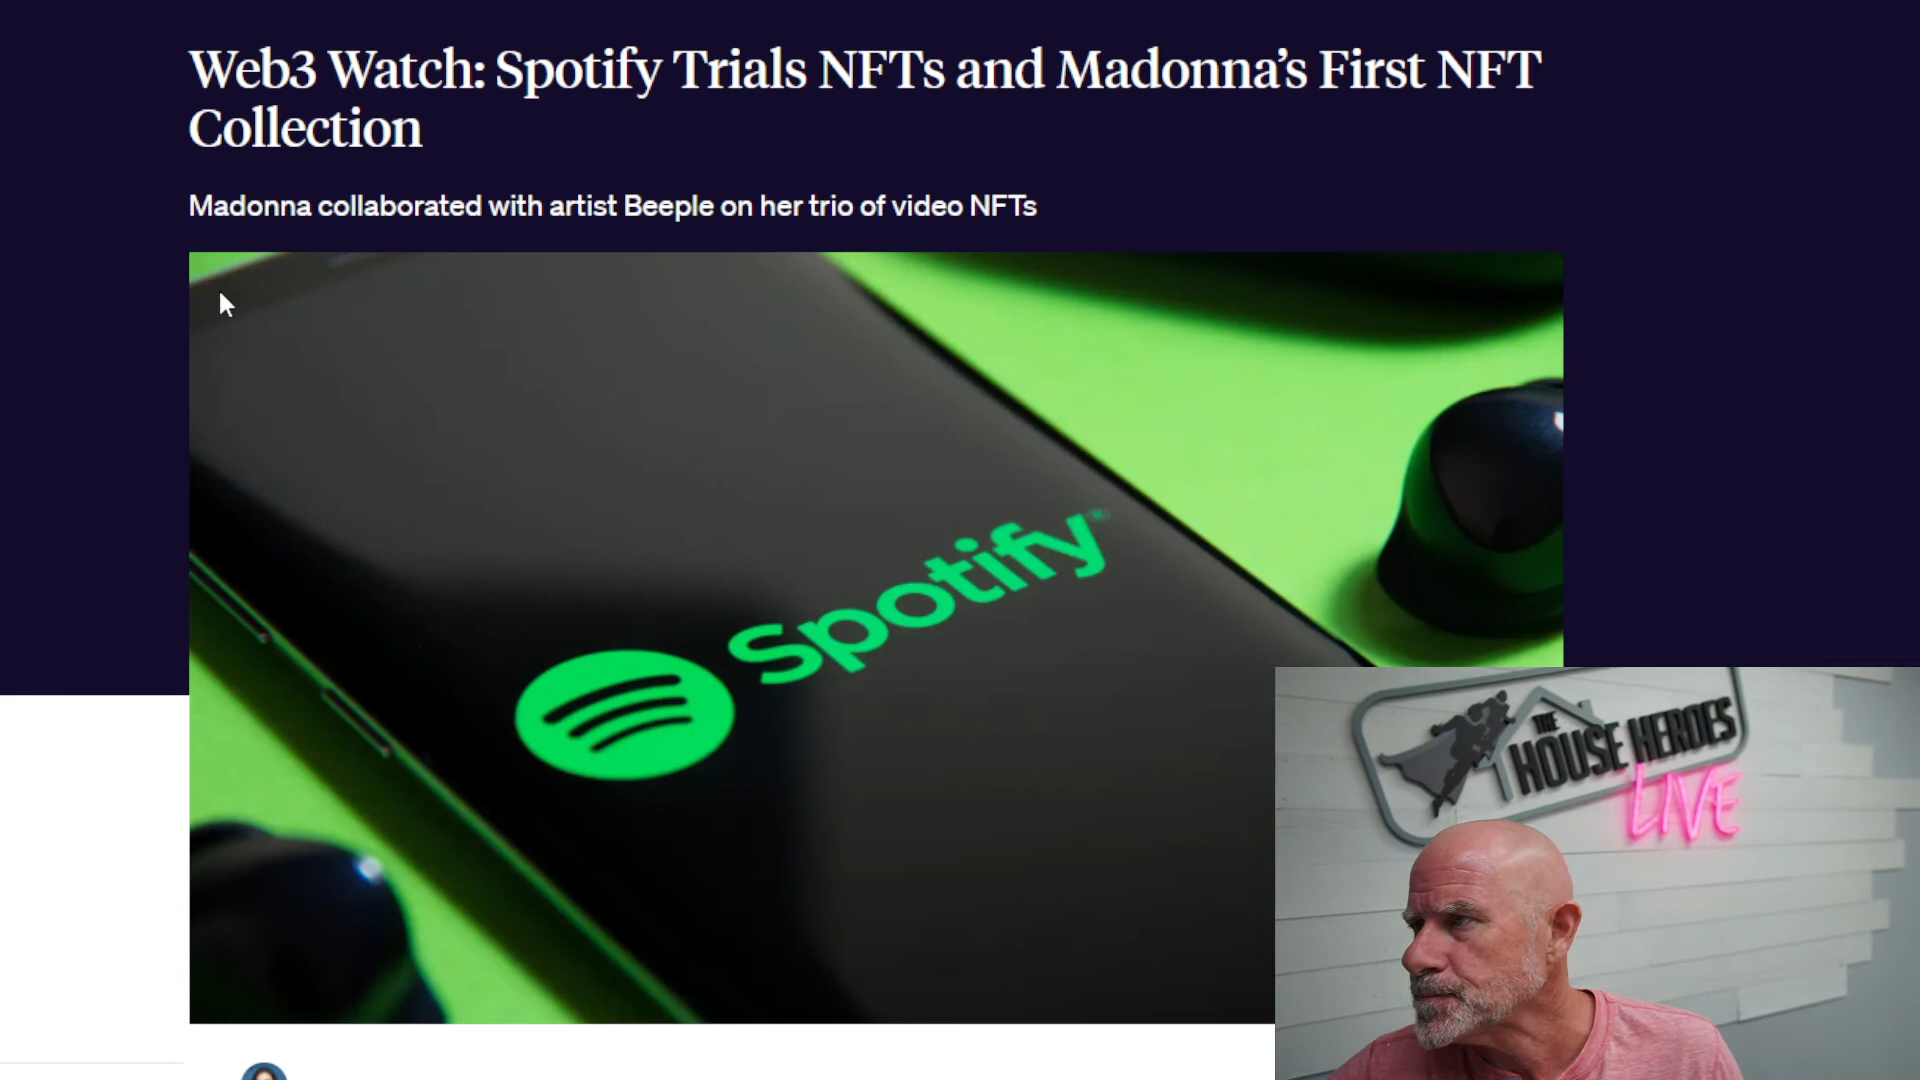 Web3 Watch: Spotify Trials NFTs and Madonna’s First NFT
Collection
Madonna collaborated with artist Beeple on her trio of video NFTs
Spotify®
THE
HOUSE HEROES
LIVE